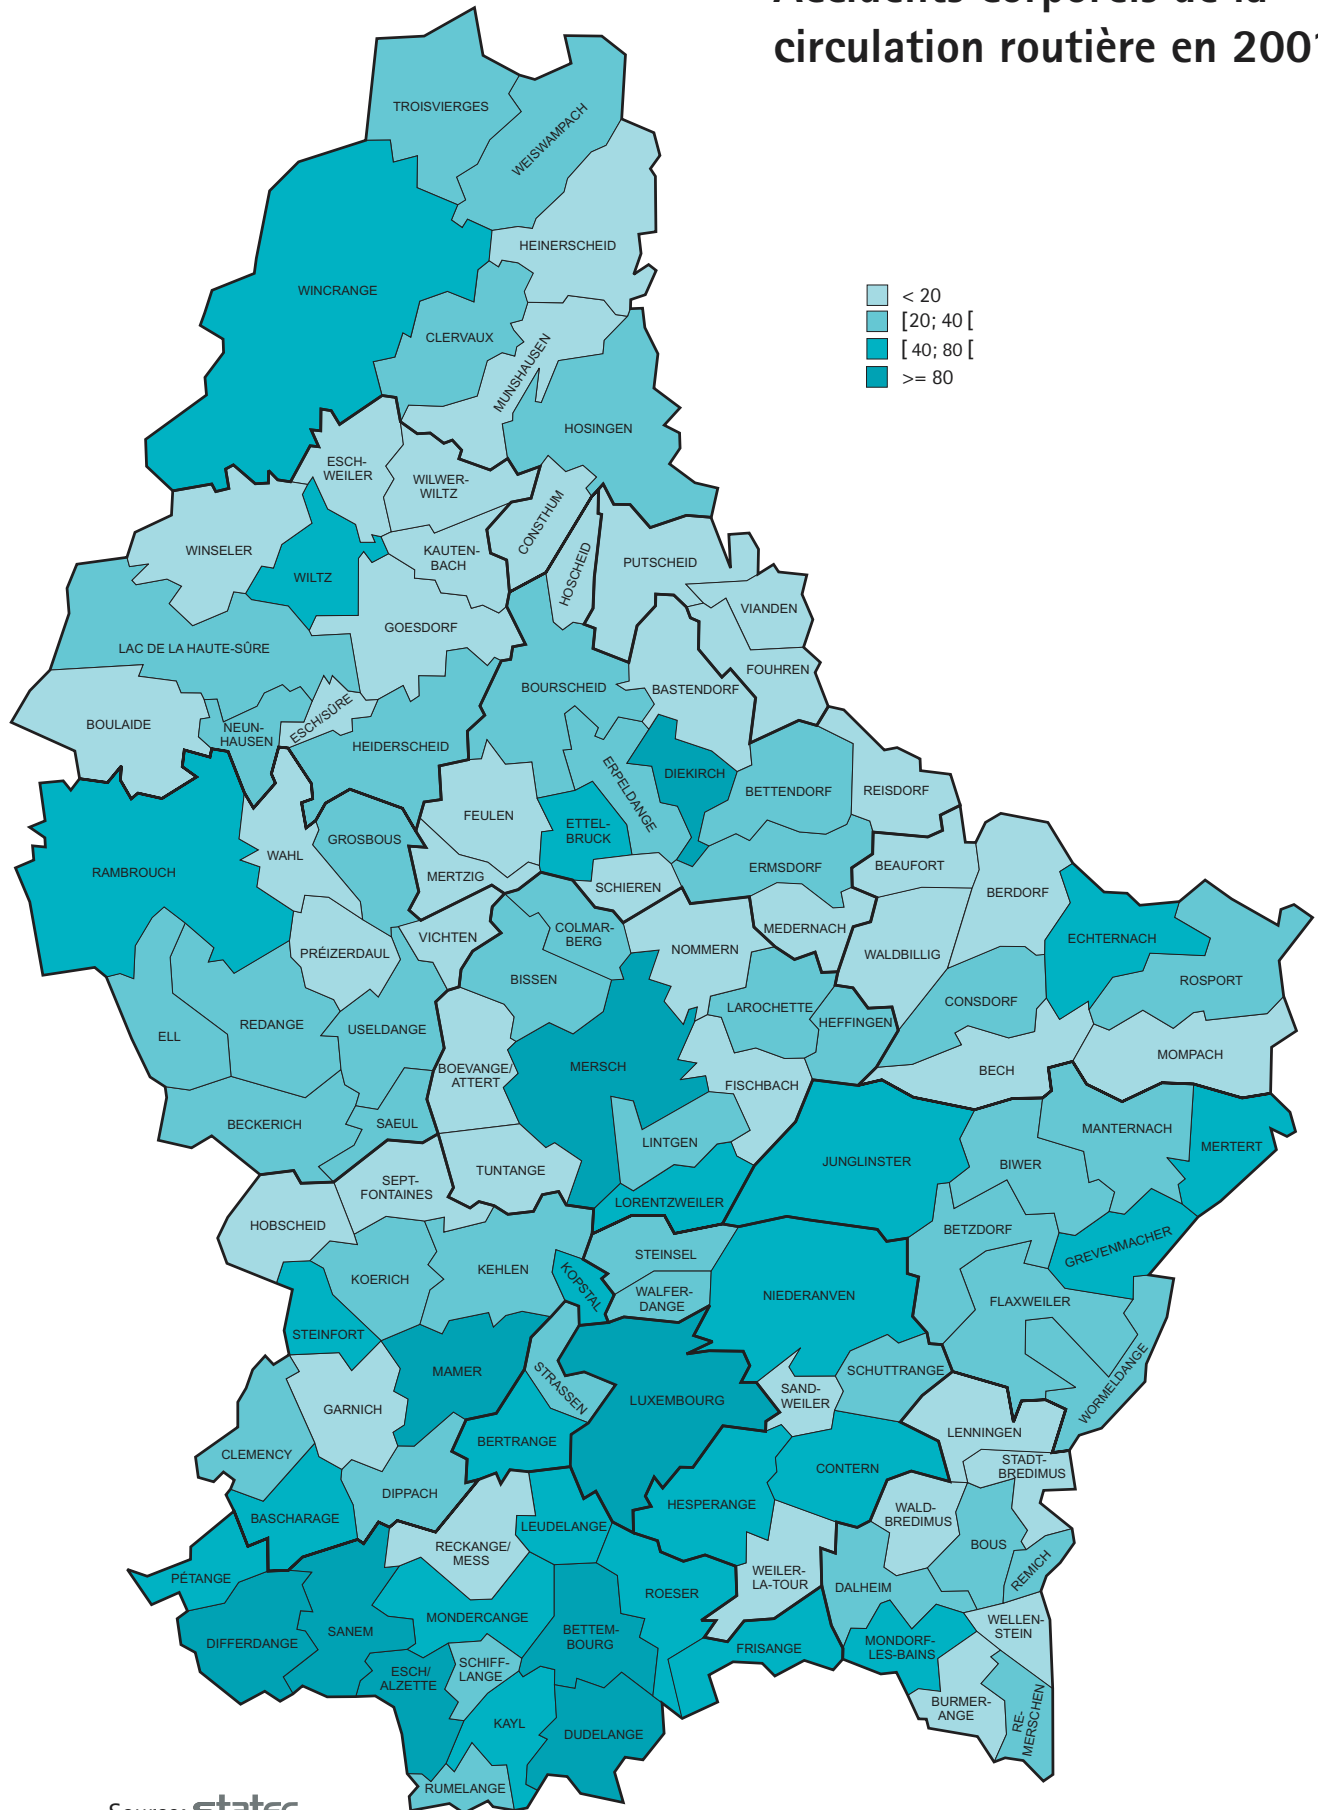 Accidents corporels de la
circulation routière en 2001
TROISVIERGES
WEISWAMPACH
HEINERSCHEID
WINCRANGE
< 20
[20; 40 [
[ 40; 80 [
>= 80
CLERVAUX
MUNSHAUSEN
HOSINGEN
ESCH-
WEILER
WILWER-
WILTZ
CONSTHUM
WINSELER
WILTZ
KAUTEN-
BACH
HOSCHEID
PUTSCHEID
VIANDEN
GOESDORF
LAC DE LA HAUTE-SÛRE
FOUHREN
BOURSCHEID
BASTENDORF
BOULAIDE
NEUN-
HAUSEN
ESCH/SÛRE
HEIDERSCHEID
ERPELDANGE
DIEKIRCH
BETTENDORF
REISDORF
FEULEN
ETTEL-
BRUCK
GROSBOUS
WAHL
RAMBROUCH
MERTZIG
SCHIEREN
ERMSDORF
BEAUFORT
BERDORF
VICHTEN
COLMAR-
BERG
NOMMERN
MEDERNACH
WALDBILLIG
ECHTERNACH
PRÉIZERDAUL
BISSEN
ROSPORT
CONSDORF
LAROCHETTE
HEFFINGEN
ELL
REDANGE
USELDANGE
BOEVANGE/
ATTERT
MERSCH
FISCHBACH
BECH
MOMPACH
BECKERICH
SAEUL
LINTGEN
MANTERNACH
MERTERT
JUNGLINSTER
BIWER
SEPT-
FONTAINES
TUNTANGE
LORENTZWEILER
HOBSCHEID
BETZDORF
GREVENMACHER
STEINSEL
KOERICH
KEHLEN
KOPSTAL
WALFER-
DANGE
NIEDERANVEN
FLAXWEILER
STEINFORT
MAMER
STRASSEN
SCHUTTRANGE
WORMELDANGE
LUXEMBOURG
SAND-
WEILER
GARNICH
LENNINGEN
CLEMENCY
BERTRANGE
CONTERN
STADT-
BREDIMUS
DIPPACH
HESPERANGE
WALD-
BREDIMUS
BASCHARAGE
LEUDELANGE
BOUS
RECKANGE/
MESS
REMICH
PÉTANGE
WEILER-
LA-TOUR
DALHEIM
ROESER
MONDERCANGE
WELLEN-
STEIN
DIFFERDANGE
SANEM
BETTEM-
BOURG
FRISANGE
MONDORF-
LES-BAINS
SCHIFF-
LANGE
ESCH/
ALZETTE
BURMER-
ANGE
RE-
MERSCHEN
KAYL
DUDELANGE
RUMELANGE
Source: statec